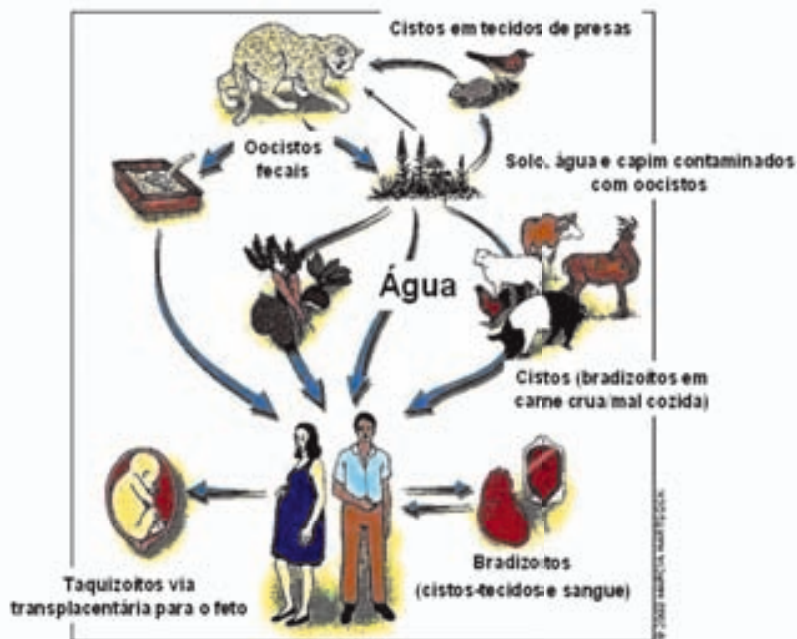 Cistos em tecidos de presas
Oocistos
fecais
Solo, água e capim contaminados
com oocistos
Água
Cistos (bradizoítos em
carne crua/mal cozida)
Taquizoítos via
transplacentária para o feto
Bradizoítos
(cistos-tecidos e sangue)